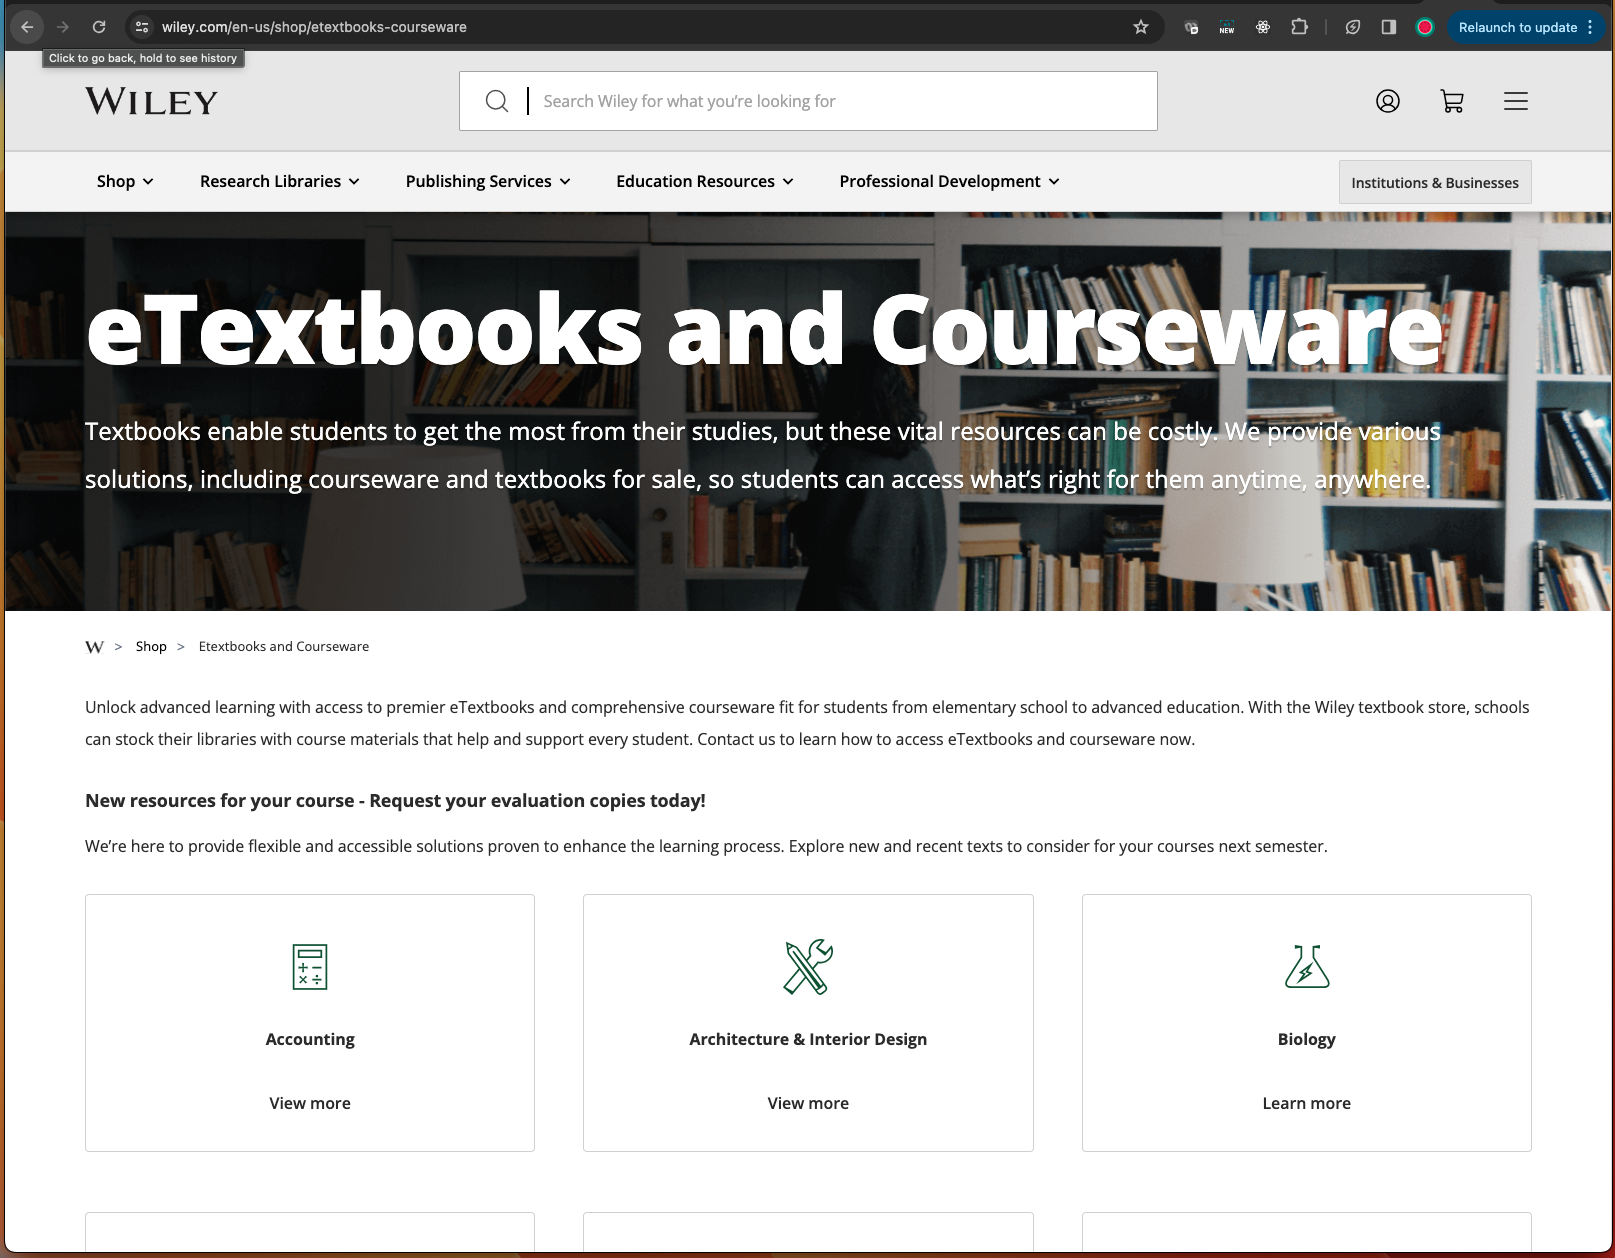 wiley.com/en-us/shop/etextbooks-courseware
NEW
Relaunch to update
Click to go back, hold to see history
WILEY
Search Wiley for what you’re looking for
Shop
Research Libraries
Publishing Services
Education Resources
Professional Development
Institutions & Businesses
eTextbooks and Courseware
Textbooks enable students to get the most from their studies, but these vital resources can be costly. We provide various
solutions, including courseware and textbooks for sale, so students can access what’s right for them anytime, anywhere.
W > Shop > Etextbooks and Courseware
Unlock advanced learning with access to premier eTextbooks and comprehensive courseware fit for students from elementary school to advanced education. With the Wiley textbook store, schools
can stock their libraries with course materials that help and support every student. Contact us to learn how to access eTextbooks and courseware now.
New resources for your course - Request your evaluation copies today!
We’re here to provide flexible and accessible solutions proven to enhance the learning process. Explore new and recent texts to consider for your courses next semester.
Accounting
Architecture & Interior Design
Biology
View more
View more
Learn more